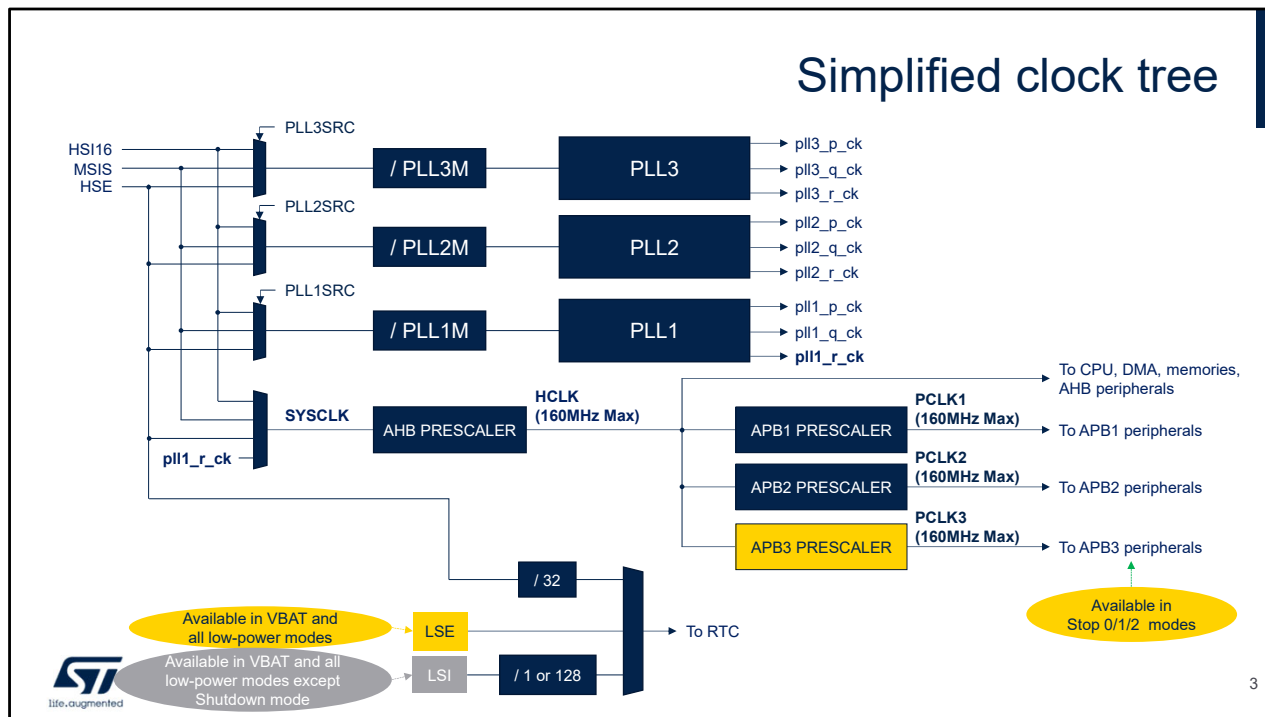 Simplified clock tree
PLL3SRC
HSI16
MSIS
HSE
/ PLL3M
PLL3
pll3_p_ck
pll3_q_ck
pll3_r_ck
PLL2SRC
/ PLL2M
PLL2
pll2_p_ck
pll2_q_ck
pll2_r_ck
PLL1SRC
/ PLL1M
PLL1
pll1_p_ck
pll1_q_ck
pll1_r_ck
pll1_r_ck
SYSCLK
AHB PRESCALER
HCLK
(160MHz Max)
To CPU, DMA, memories,
AHB peripherals
APB1 PRESCALER
PCLK1
(160MHz Max)
To APB1 peripherals
APB2 PRESCALER
PCLK2
(160MHz Max)
To APB2 peripherals
APB3 PRESCALER
PCLK3
(160MHz Max)
To APB3 peripherals
Available in
Stop 0/1/2 modes
/ 32
Available in VBAT and
all low-power modes
LSE
To RTC
Available in VBAT and all
low-power modes except
Shutdown mode
LSI
/ 1 or 128
ST
life.augmented
3